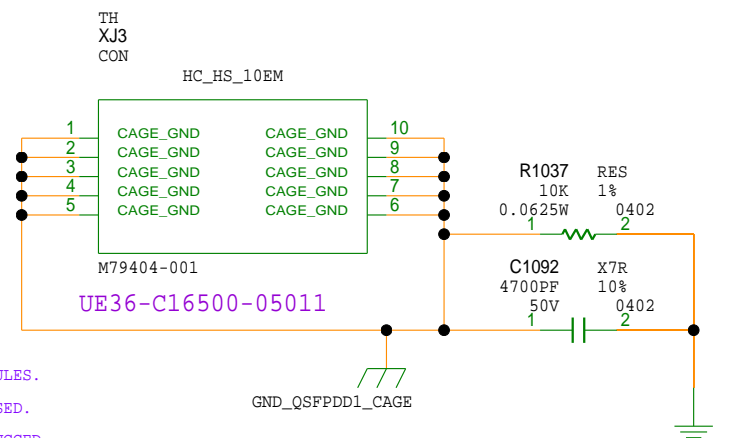 TH
XJ3
CON
HC_HS_10EM
1 CAGE_GND CAGE_GND 10
2 CAGE_GND CAGE_GND 9
3 CAGE_GND CAGE_GND 8
4 CAGE_GND CAGE_GND 7
5 CAGE_GND CAGE_GND 6
M79404-001
UE36-C16500-05011
R1037 RES
10K 1%
0.0625W 0402
1 2
C1092 X7R
4700PF 10%
50V 0402
1 2
GND_QSFPDD1_CAGE
ULES.
SED.